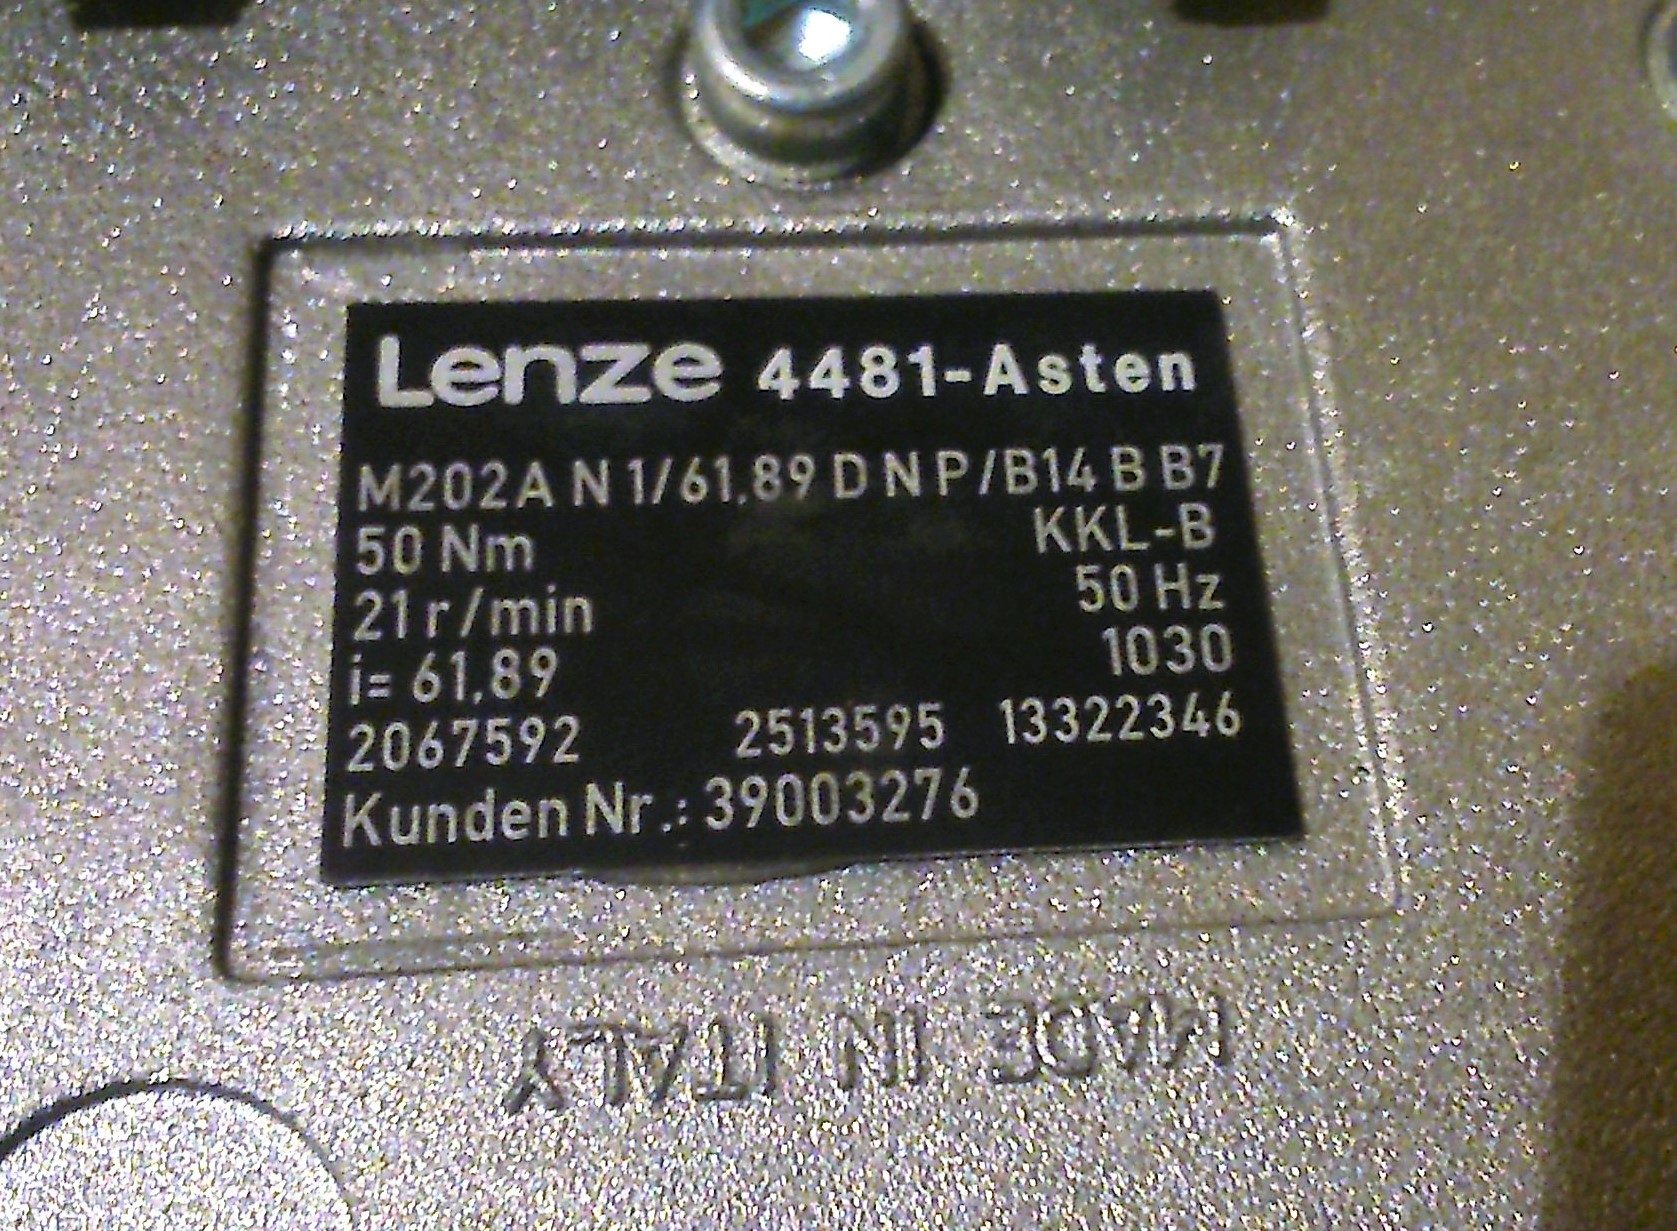 Lenze 4481-Asten
M202A N 1/61,89 D N P/B14 B B7
50 Nm KKL-B
21 r/min 50 Hz
i= 61,89 1030
2067592 2513595 13322346
Kunden Nr.: 39003276
MADE IN ITALY